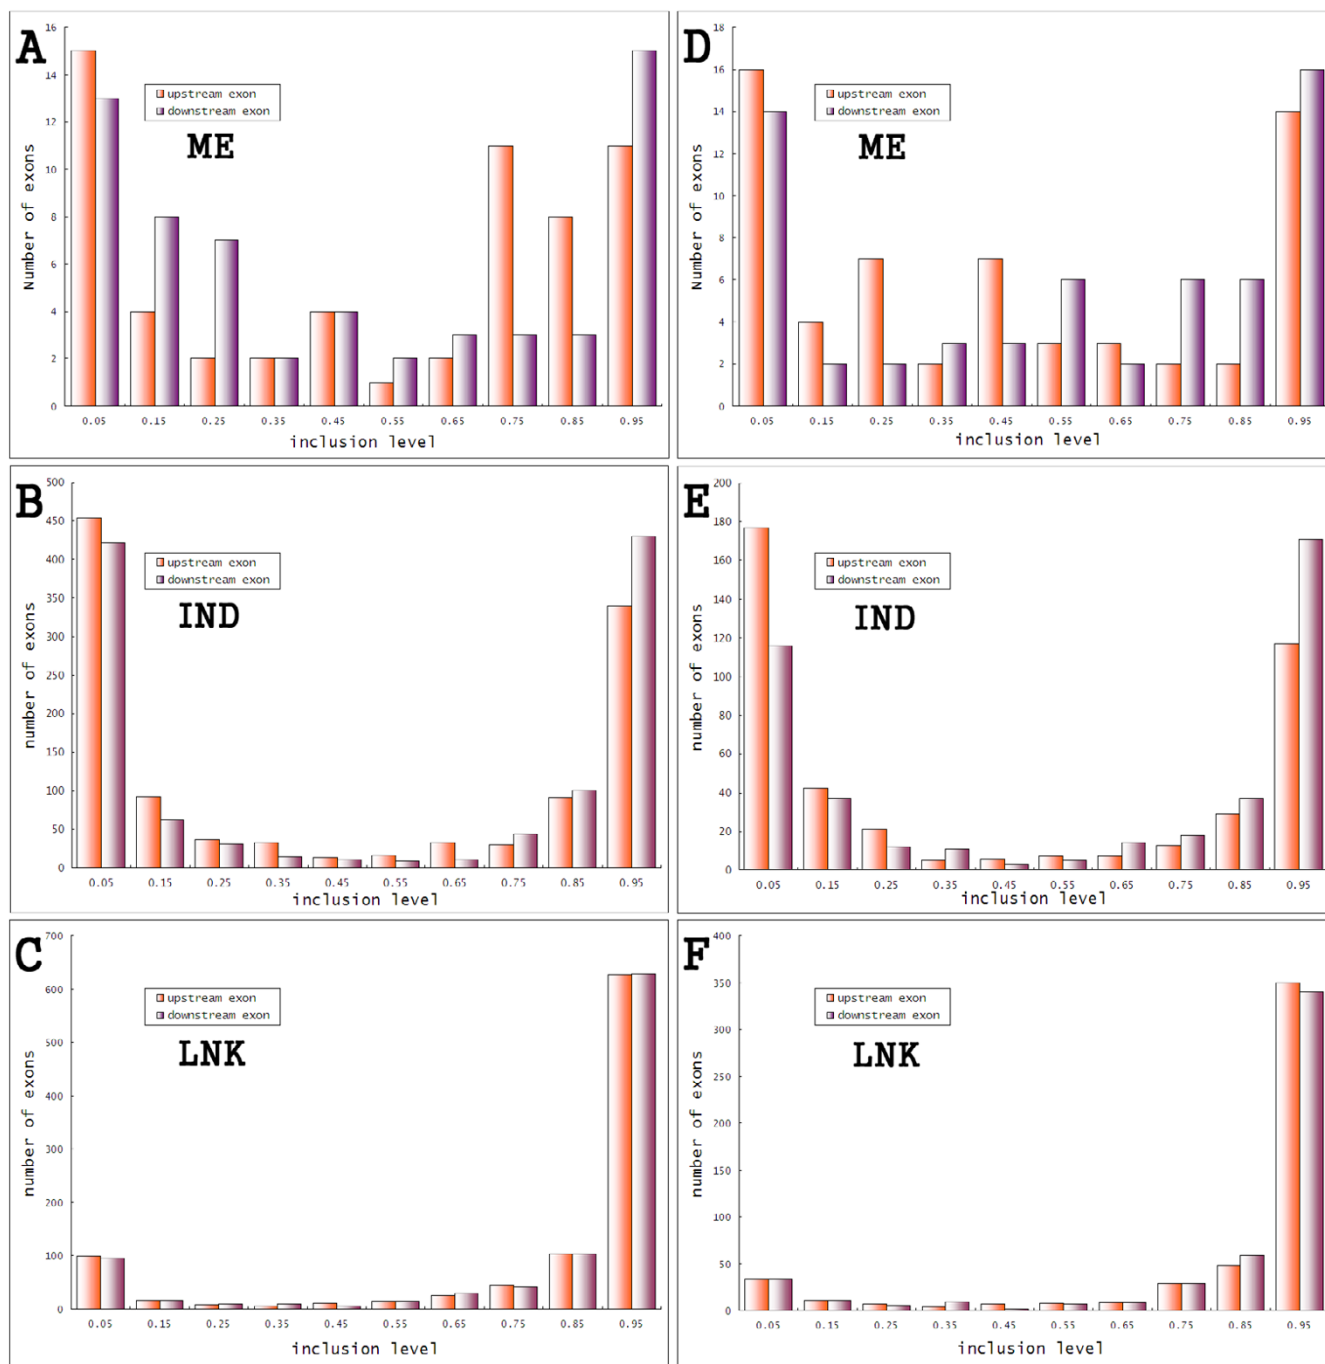 A
16
14
12
10
8
6
4
2
0
Number of exons
upstream exon
downstream exon
ME
0.05 0.15 0.25 0.35 0.45 0.55 0.65 0.75 0.85 0.95
inclusion level
D
18
16
14
12
10
8
6
4
2
0
Number of exons
upstream exon
downstream exon
ME
0.05 0.15 0.25 0.35 0.45 0.55 0.65 0.75 0.85 0.95
inclusion level
B
500
450
400
350
300
250
200
150
100
50
0
number of exons
upstream exon
downstream exon
IND
0.05 0.15 0.25 0.35 0.45 0.55 0.65 0.75 0.85 0.95
inclusion level
E
200
180
160
140
120
100
80
60
40
20
0
number of exons
upstream exon
downstream exon
IND
0.05 0.15 0.25 0.35 0.45 0.55 0.65 0.75 0.85 0.95
inclusion level
C
700
600
500
400
300
200
100
0
number of exons
upstream exon
downstream exon
LNK
0.05 0.15 0.25 0.35 0.45 0.55 0.65 0.75 0.85 0.95
inclusion level
F
400
350
300
250
200
150
100
50
0
number of exons
upstream exon
downstream exon
LNK
0.05 0.15 0.25 0.35 0.45 0.55 0.65 0.75 0.85 0.95
inclusion level